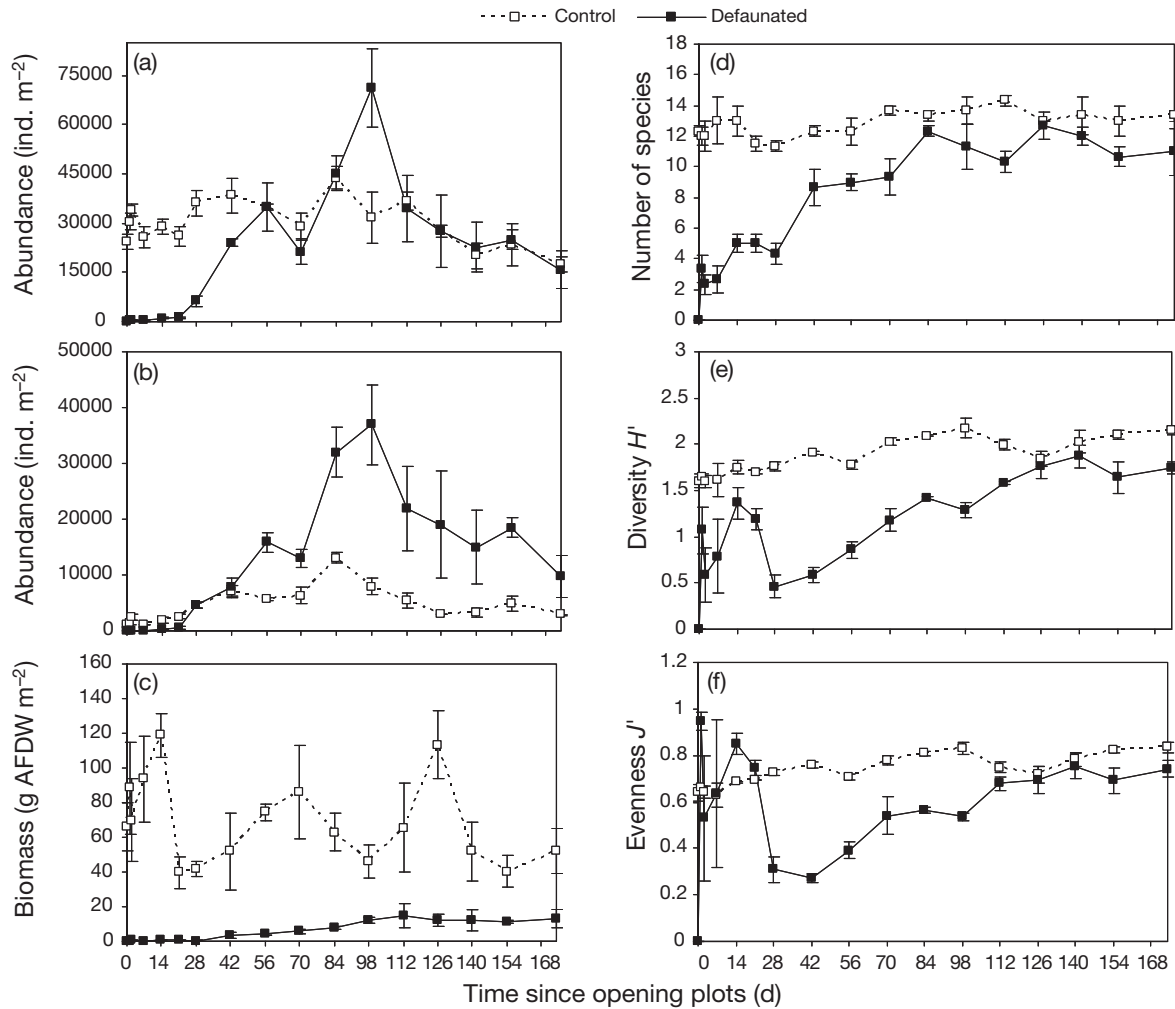 Control Defaunated
(a)
Abundance (ind. m⁻²)
75000
60000
45000
30000
15000
0
(b)
Abundance (ind. m⁻²)
50000
40000
30000
20000
10000
0
(c)
Biomass (g AFDW m⁻²)
160
140
120
100
80
60
40
20
0
0 14 28 42 56 70 84 98 112 126 140 154 168
(d)
Number of species
18
16
14
12
10
8
6
4
2
0
(e)
Diversity H'
3
2.5
2
1.5
1
0.5
0
(f)
Evenness J'
1.2
1
0.8
0.6
0.4
0.2
0
0 14 28 42 56 70 84 98 112 126 140 154 168
Time since opening plots (d)